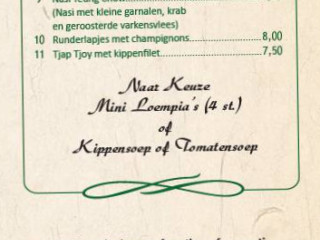 (Nasi met kleine garnalen, krab
en geroosterde varkensvlees)
10 Runderlapjes met champignons 8,00
11 Tjap Tjoy met kippenfilet 7,50
Naar Keuze
Mini Loempia's (4 st.)
of
Kippensoep of Tomatensoep